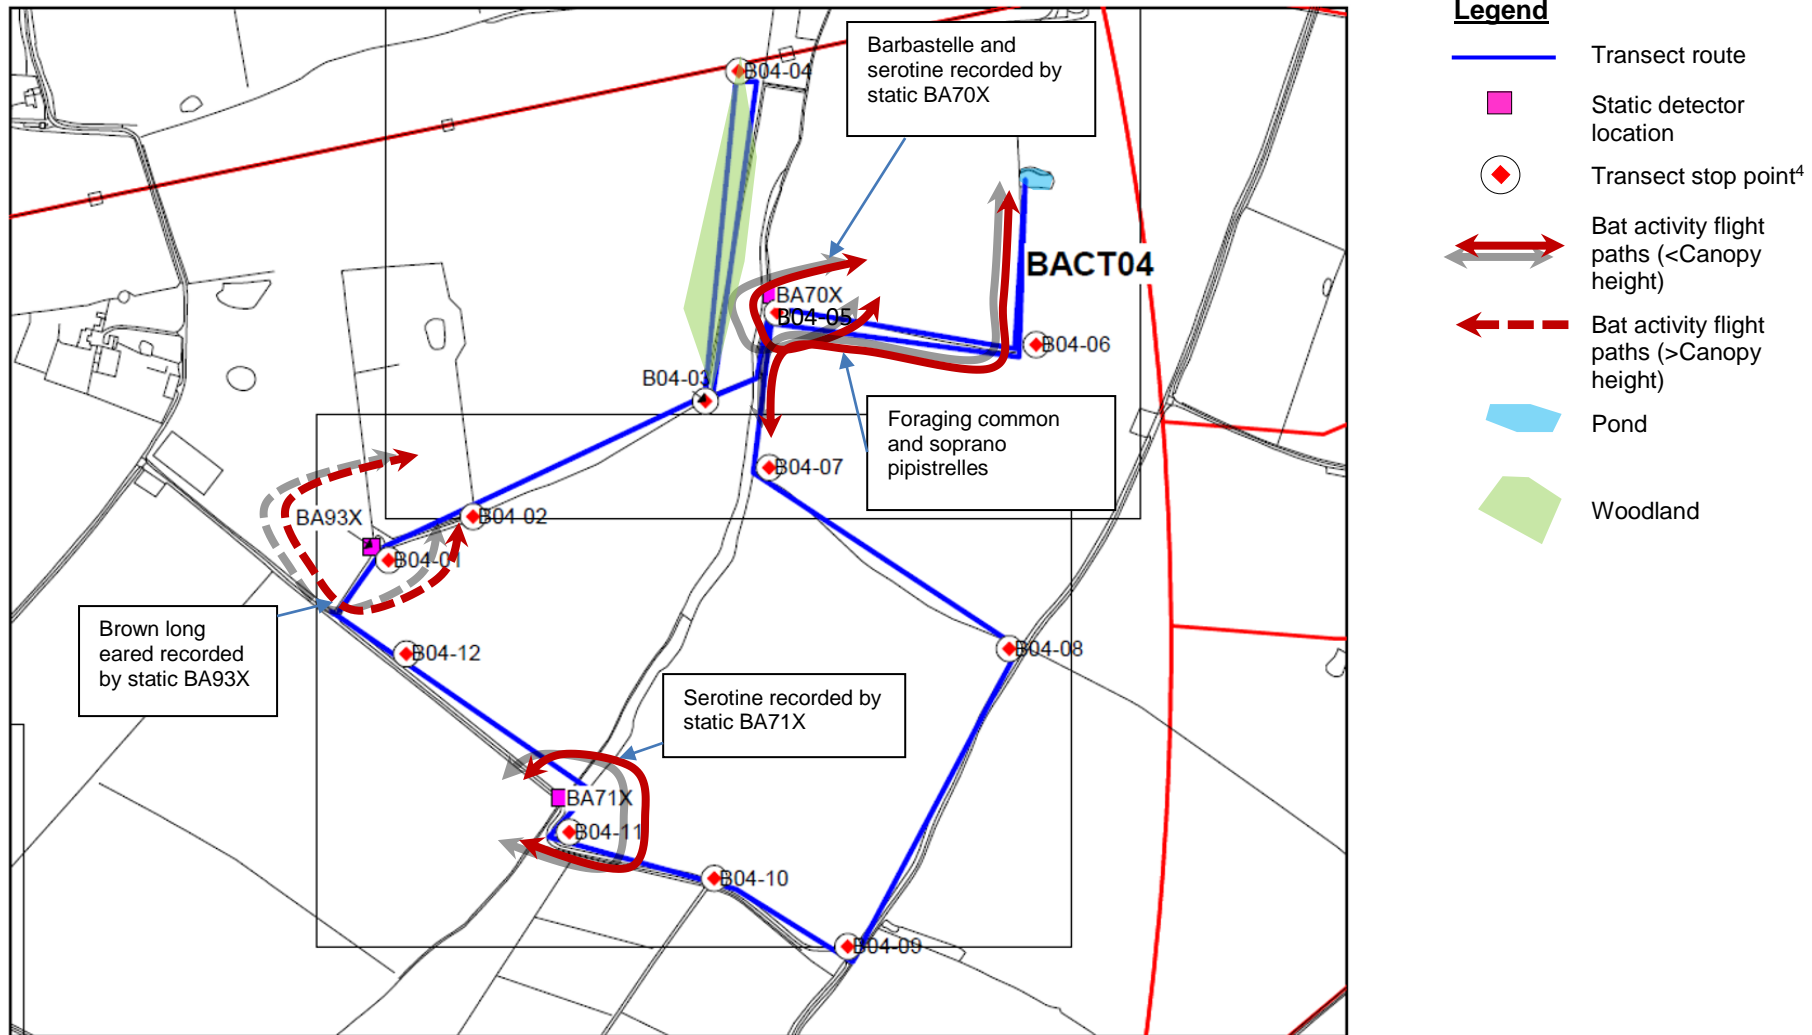 Legend
Transect route
Static detector
location
Transect stop point4
Bat activity flight
paths (<Canopy
height)
Bat activity flight
paths (>Canopy
height)
Pond
Woodland
Barbastelle and
serotine recorded by
static BA70X
B04-04
BACT04
BA70X
B04-05
B04-06
B04-03
Foraging common
and soprano
pipistrelles
B04-07
BA93X
B04-02
B04-01
Brown long
eared recorded
by static BA93X
B04-12
B04-08
Serotine recorded by
static BA71X
BA71X
B04-11
B04-10
B04-09